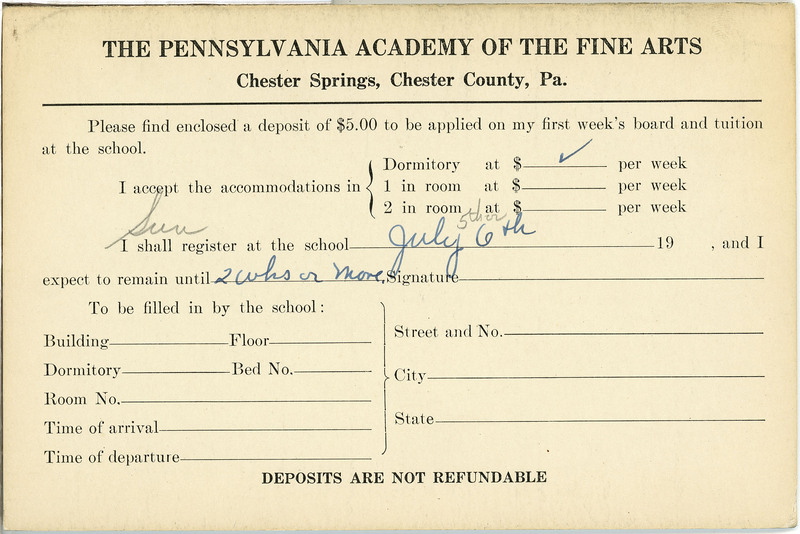 THE PENNSYLVANIA ACADEMY OF THE FINE ARTS
Chester Springs, Chester County, Pa.
Please find enclosed a deposit of $5.00 to be applied on my first week's board and tuition
at the school.
Dormitory at $ ✓ per week
I accept the accommodations in { 1 in room at $ per week
2 in room at $ per week
Sun 5th or
I shall register at the school July 6th 19 , and I
expect to remain until 2 wks or more, Signature
To be filled in by the school:
Building Floor
Street and No.
Dormitory Bed No.
City
Room No.
State
Time of arrival
Time of departure
DEPOSITS ARE NOT REFUNDABLE